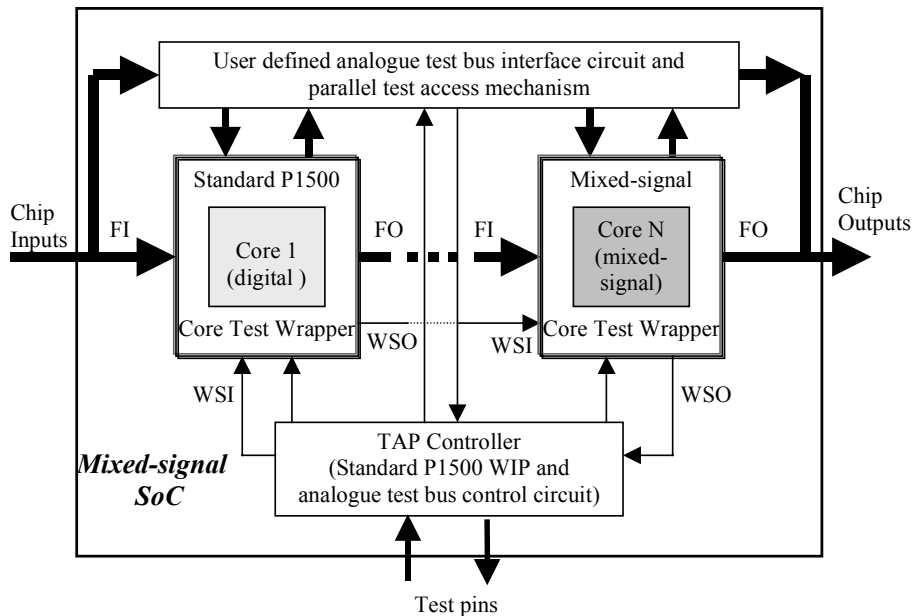 User defined analogue test bus interface circuit and
parallel test access mechanism
Standard P1500
Mixed-signal
Chip
Inputs
FI
Core 1
(digital )
FO
FI
Core N
(mixed-
signal)
FO
Chip
Outputs
Core Test Wrapper
WSO
WSI
Core Test Wrapper
WSI
WSO
TAP Controller
(Standard P1500 WIP and
analogue test bus control circuit)
Mixed-signal
SoC
Test pins